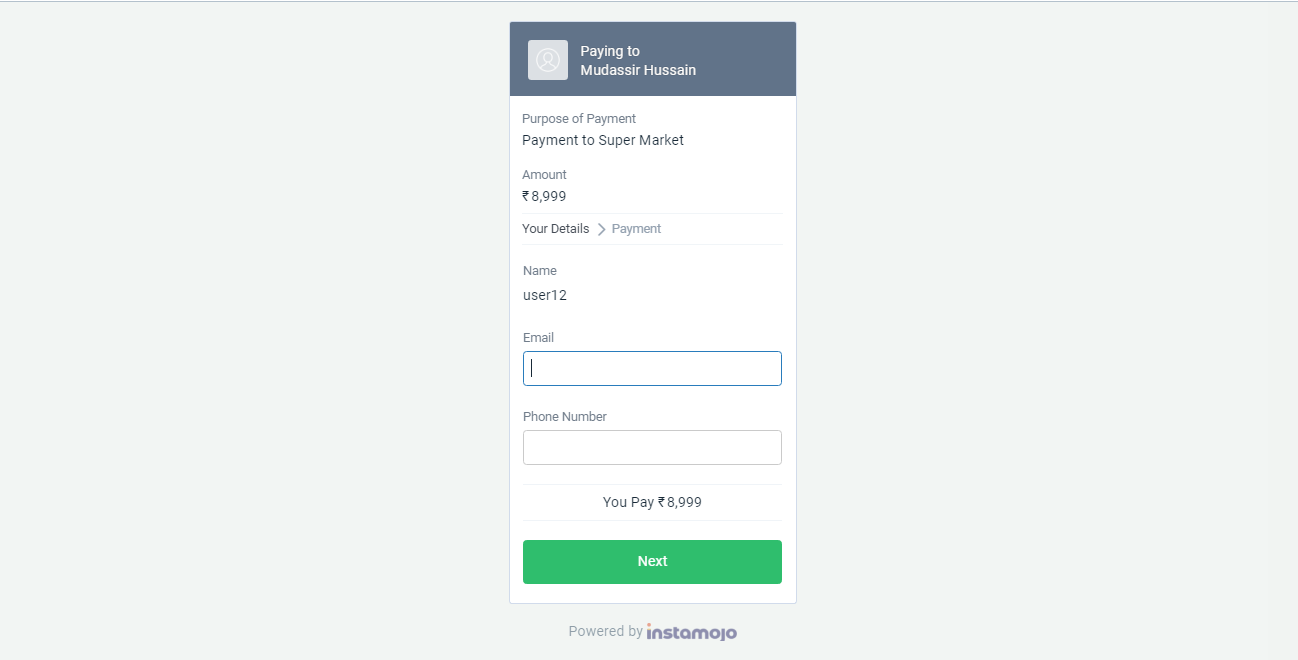 Paying to
Mudassir Hussain
Purpose of Payment
Payment to Super Market
Amount
₹ 8,999
Your Details > Payment
Name
user12
Email
Phone Number
You Pay ₹ 8,999
Next
Powered by instamojo